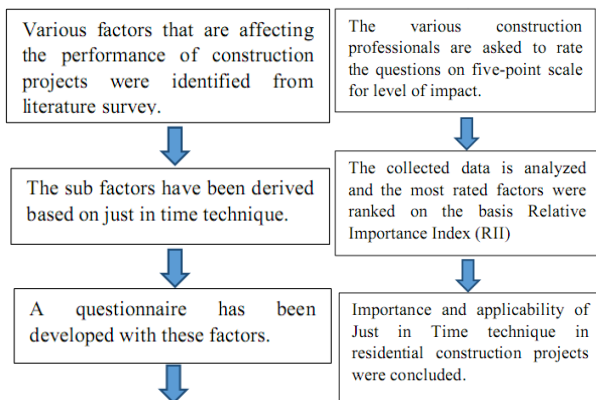 Various factors that are affecting
the performance of construction
projects were identified from
literature survey.
The sub factors have been derived
based on just in time technique.
A questionnaire has been
developed with these factors.
The various construction
professionals are asked to rate
the questions on five-point scale
for level of impact.
The collected data is analyzed
and the most rated factors were
ranked on the basis Relative
Importance Index (RII)
Importance and applicability of
Just in Time technique in
residential construction projects
were concluded.